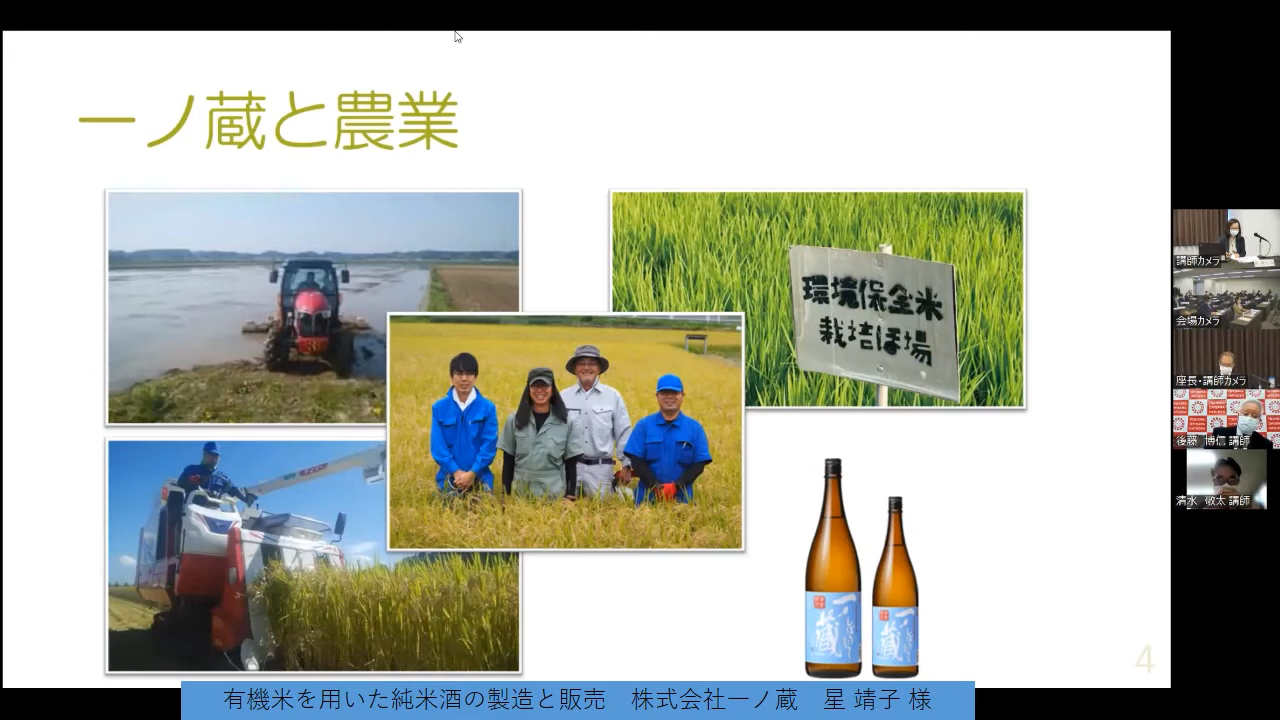 一ノ蔵と農業
環境保全米
栽培ほ場
一ノ蔵
一ノ蔵
4
有機米を用いた純米酒の製造と販売　株式会社一ノ蔵　星 靖子 様
講師カメラ
会場カメラ
座長・講師カメラ
後藤 博信 講師
清水 敬太 講師